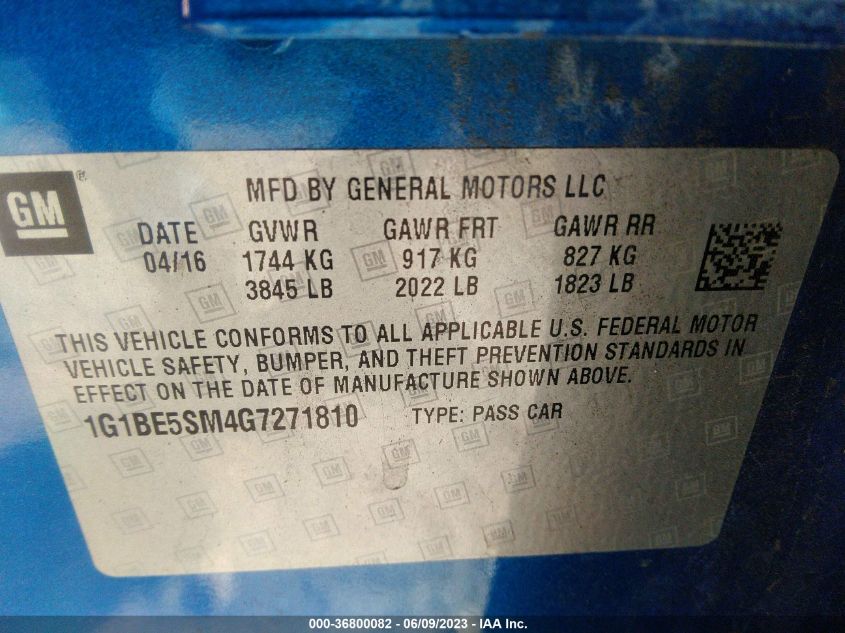 GM
®
MFD BY GENERAL MOTORS LLC
DATE GVWR GAWR FRT GAWR RR
04/16 1744 KG 917 KG 827 KG
3845 LB 2022 LB 1823 LB
THIS VEHICLE CONFORMS TO ALL APPLICABLE U.S. FEDERAL MOTOR
VEHICLE SAFETY, BUMPER, AND THEFT PREVENTION STANDARDS IN
EFFECT ON THE DATE OF MANUFACTURE SHOWN ABOVE.
1G1BE5SM4G7271810 TYPE: PASS CAR
000-36800082 - 06/09/2023 - IAA Inc.